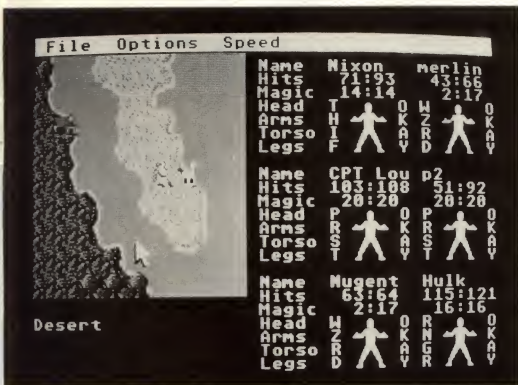 File Options Speed
Name Nixon merlin
Hits 71:93 43:66
Magic 14:14 2:17
Head T O W O
Arms H K Z K
Torso I A R A
Legs F Y D Y
Name CPT Lou p2
Hits 103:108 51:92
Magic 20:20 20:20
Head P O P O
Arms R K R K
Torso S A S A
Legs T Y T Y
Name Nugent Hulk
Hits 63:64 115:121
Magic 2:17 16:16
Head W O R O
Arms Z K N K
Torso R A G A
Legs D Y R Y
Desert